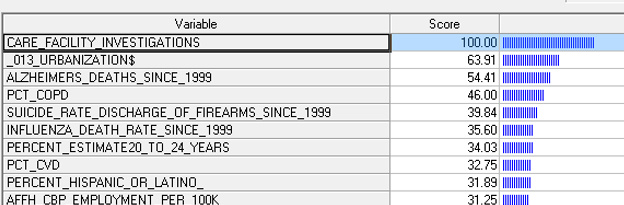 Variable Score
CARE_FACILITY_INVESTIGATIONS 100.00
_013_URBANIZATION$ 63.91
ALZHEIMERS_DEATHS_SINCE_1999 54.41
PCT_COPD 46.00
SUICIDE_RATE_DISCHARGE_OF_FIREARMS_SINCE_1999 39.84
INFLUENZA_DEATH_RATE_SINCE_1999 35.60
PERCENT_ESTIMATE20_TO_24_YEARS 34.03
PCT_CVD 32.75
PERCENT_HISPANIC_OR_LATINO_ 31.89
AFFH_CBP_EMPLOYMENT_PER_100K 31.25